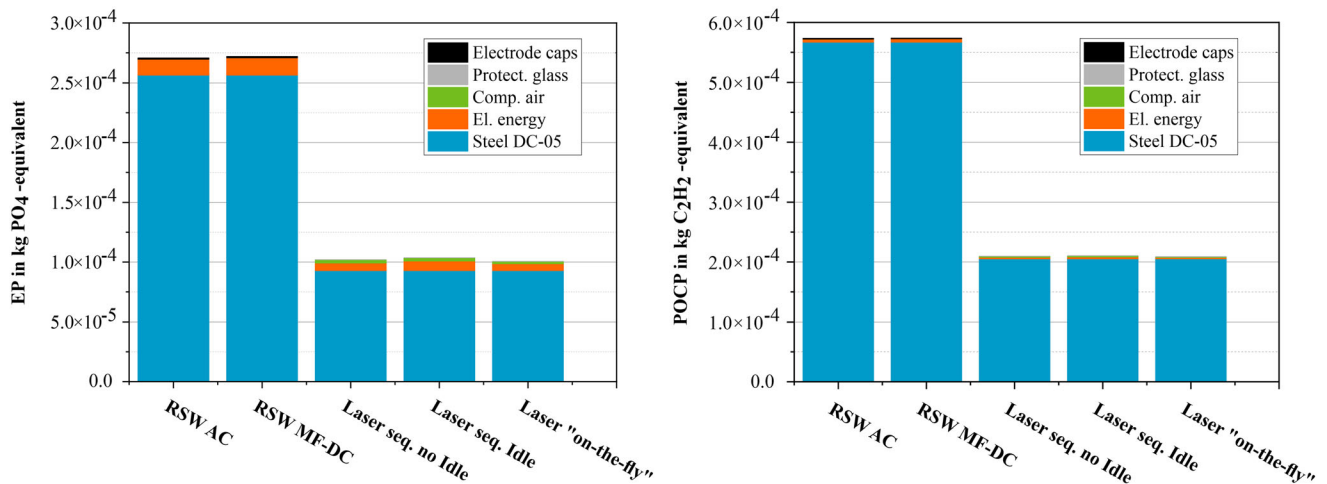 EP in kg PO4 -equivalent
3.0×10-4
2.5×10-4
2.0×10-4
1.5×10-4
1.0×10-4
5.0×10-5
0.0
Electrode caps
Protect. glass
Comp. air
El. energy
Steel DC-05
RSW AC
RSW MF-DC
Laser seq. no Idle
Laser seq. Idle
Laser "on-the-fly"
POCP in kg C2H2 -equivalent
6.0×10-4
5.0×10-4
4.0×10-4
3.0×10-4
2.0×10-4
1.0×10-4
0.0
Electrode caps
Protect. glass
Comp. air
El. energy
Steel DC-05
RSW AC
RSW MF-DC
Laser seq. no Idle
Laser seq. Idle
Laser "on-the-fly"